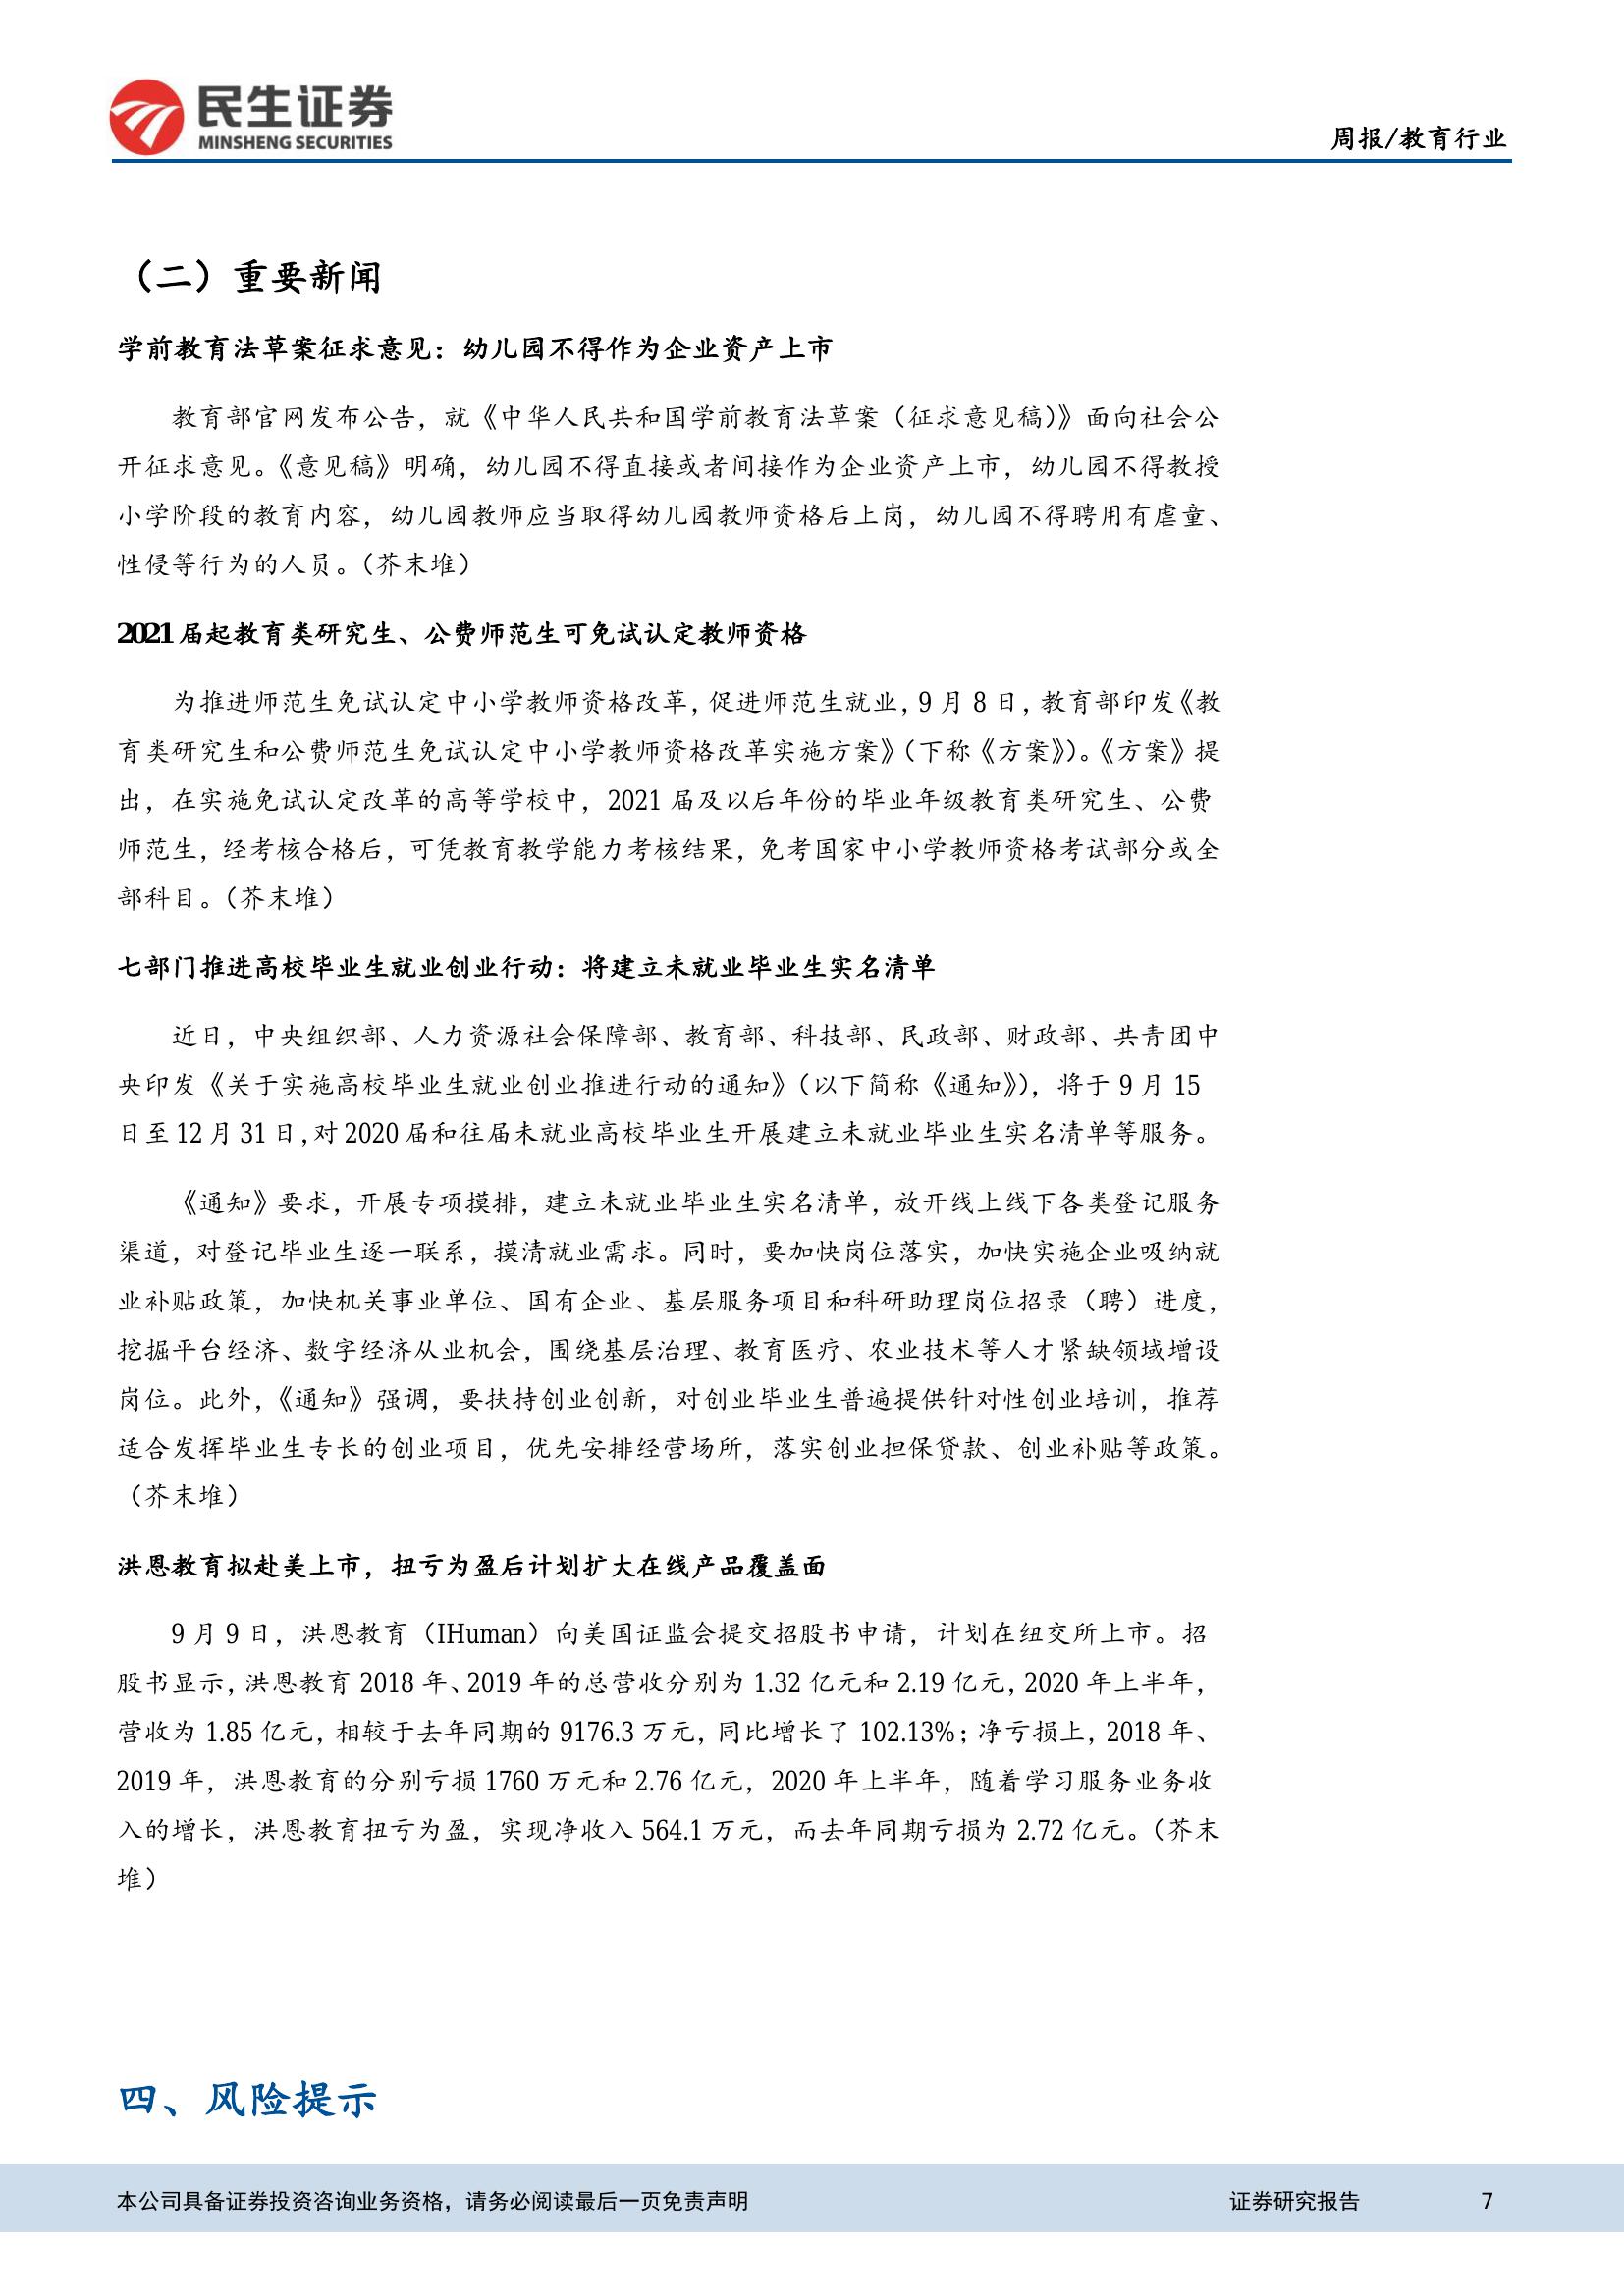 民生证券
MINSHENG SECURITIES
周报/教育行业
（二）重要新闻
学前教育法草案征求意见：幼儿园不得作为企业资产上市
教育部官网发布公告，就《中华人民共和国学前教育法草案（征求意见稿）》面向社会公
开征求意见。《意见稿》明确，幼儿园不得直接或者间接作为企业资产上市，幼儿园不得教授
小学阶段的教育内容，幼儿园教师应当取得幼儿园教师资格后上岗，幼儿园不得聘用有虐童、
性侵等行为的人员。（芥末堆）
2021 届起教育类研究生、公费师范生可免试认定教师资格
为推进师范生免试认定中小学教师资格改革，促进师范生就业，9 月 8 日，教育部印发《教
育类研究生和公费师范生免试认定中小学教师资格改革实施方案》（下称《方案》）。《方案》提
出，在实施免试认定改革的高等学校中，2021 届及以后年份的毕业年级教育类研究生、公费
师范生，经考核合格后，可凭教育教学能力考核结果，免考国家中小学教师资格考试部分或全
部科目。（芥末堆）
七部门推进高校毕业生就业创业行动：将建立未就业毕业生实名清单
近日，中央组织部、人力资源社会保障部、教育部、科技部、民政部、财政部、共青团中
央印发《关于实施高校毕业生就业创业推进行动的通知》（以下简称《通知》），将于 9 月 15
日至 12 月 31 日，对 2020 届和往届未就业高校毕业生开展建立未就业毕业生实名清单等服务。
《通知》要求，开展专项摸排，建立未就业毕业生实名清单，放开线上线下各类登记服务
渠道，对登记毕业生逐一联系，摸清就业需求。同时，要加快岗位落实，加快实施企业吸纳就
业补贴政策，加快机关事业单位、国有企业、基层服务项目和科研助理岗位招录（聘）进度，
挖掘平台经济、数字经济从业机会，围绕基层治理、教育医疗、农业技术等人才紧缺领域增设
岗位。此外，《通知》强调，要扶持创业创新，对创业毕业生普遍提供针对性创业培训，推荐
适合发挥毕业生专长的创业项目，优先安排经营场所，落实创业担保贷款、创业补贴等政策。
（芥末堆）
洪恩教育拟赴美上市，扭亏为盈后计划扩大在线产品覆盖面
9 月 9 日，洪恩教育（IHuman）向美国证监会提交招股书申请，计划在纽交所上市。招
股书显示，洪恩教育 2018 年、2019 年的总营收分别为 1.32 亿元和 2.19 亿元，2020 年上半年，
营收为 1.85 亿元，相较于去年同期的 9176.3 万元，同比增长了 102.13%；净亏损上，2018 年、
2019 年，洪恩教育的分别亏损 1760 万元和 2.76 亿元，2020 年上半年，随着学习服务业务收
入的增长，洪恩教育扭亏为盈，实现净收入 564.1 万元，而去年同期亏损为 2.72 亿元。（芥末
堆）
四、风险提示
本公司具备证券投资咨询业务资格，请务必阅读最后一页免责声明
证券研究报告
7